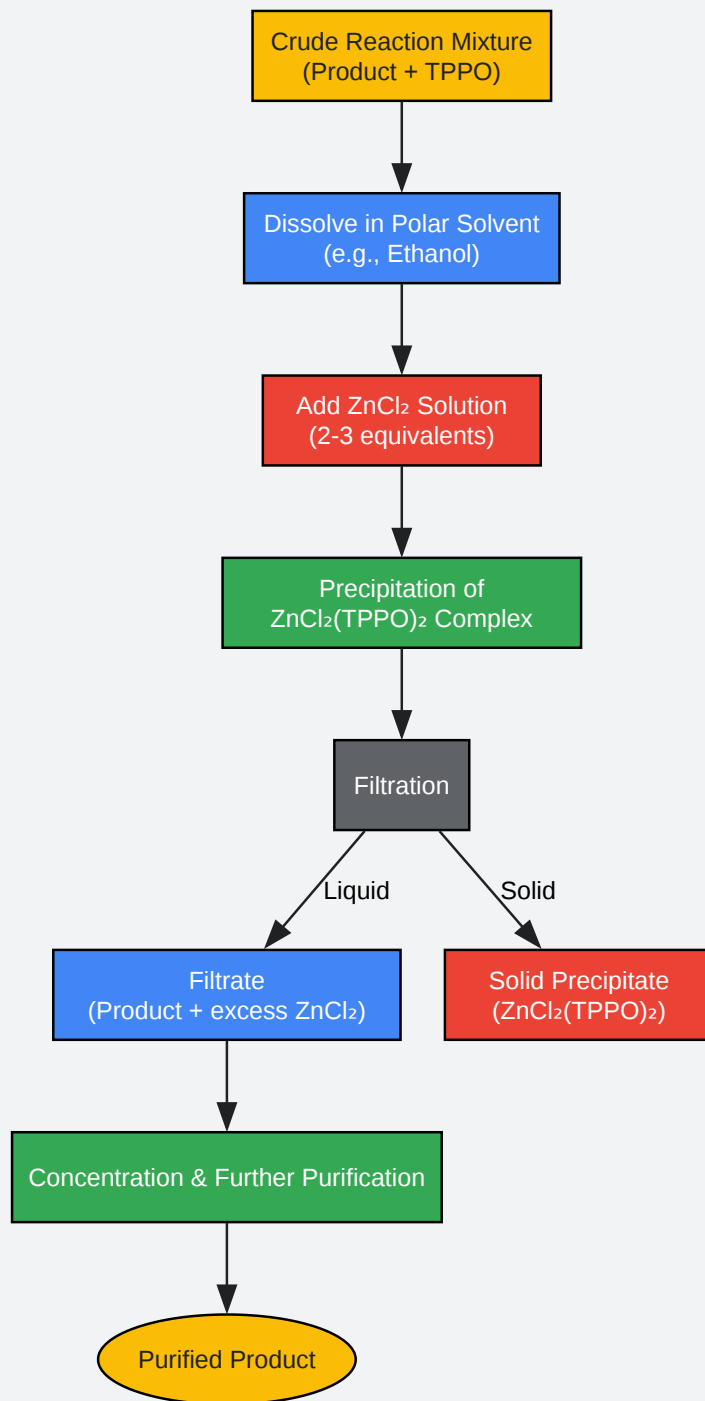 Crude Reaction Mixture
(Product + TPPO)
Dissolve in Polar Solvent
(e.g., Ethanol)
Add ZnCl₂ Solution
(2-3 equivalents)
Precipitation of
ZnCl₂(TPPO)₂ Complex
Filtration
Liquid
Solid
Filtrate
(Product + excess ZnCl₂)
Solid Precipitate
(ZnCl₂(TPPO)₂)
Concentration & Further Purification
Purified Product